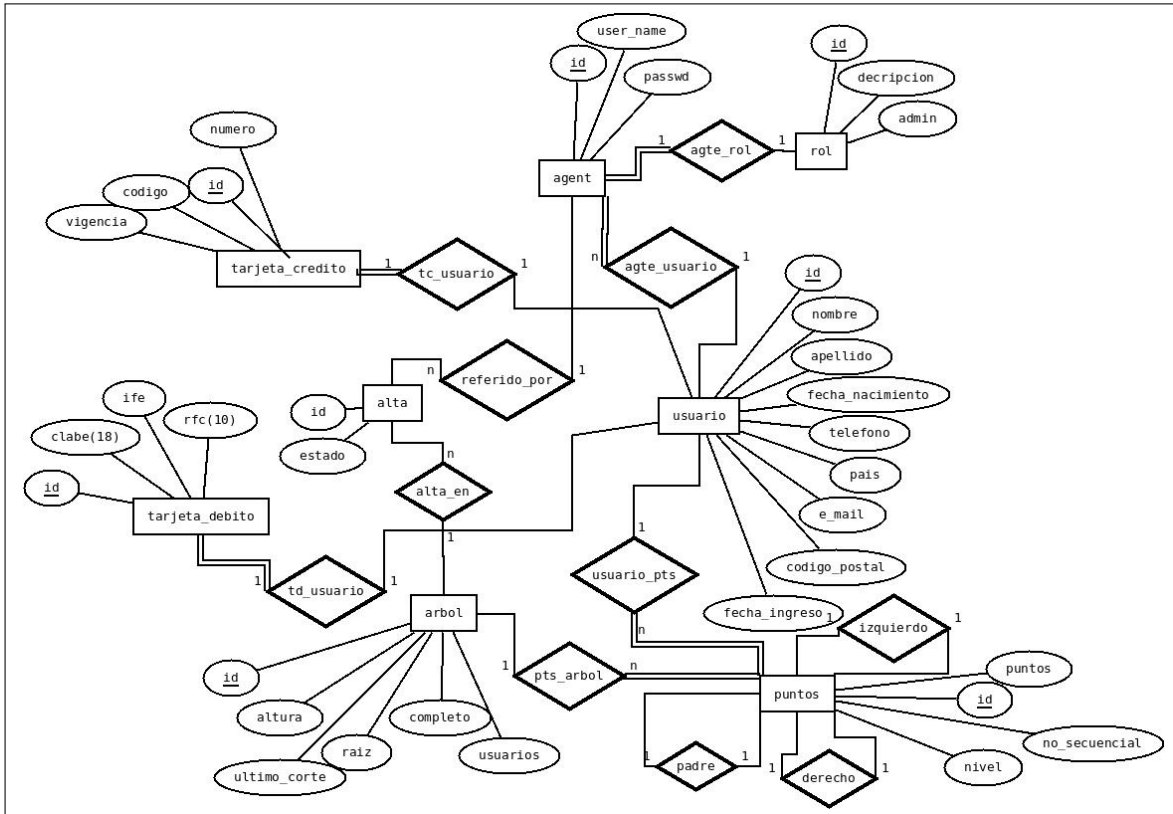 user_name
id
id
passwd
decripcion
numero
admin
1
1
agte_rol
rol
agent
id
codigo
vigencia
n
agte_usuario
1
tarjeta_credito
1
tc_usuario
1
id
nombre
apellido
n
referido_por
1
ife
alta
fecha_nacimiento
id
rfc(10)
usuario
telefono
clabe(18)
estado
n
pais
id
alta_en
e_mail
tarjeta_debito
1
1
usuario_pts
codigo_postal
1
td_usuario
1
arbol
fecha_ingreso
1
izquierdo
1
n
id
1
pts_arbol
n
puntos
puntos
id
altura
completo
no_secuencial
raiz
usuarios
1
padre
1
1
derecho
1
nivel
ultimo_corte